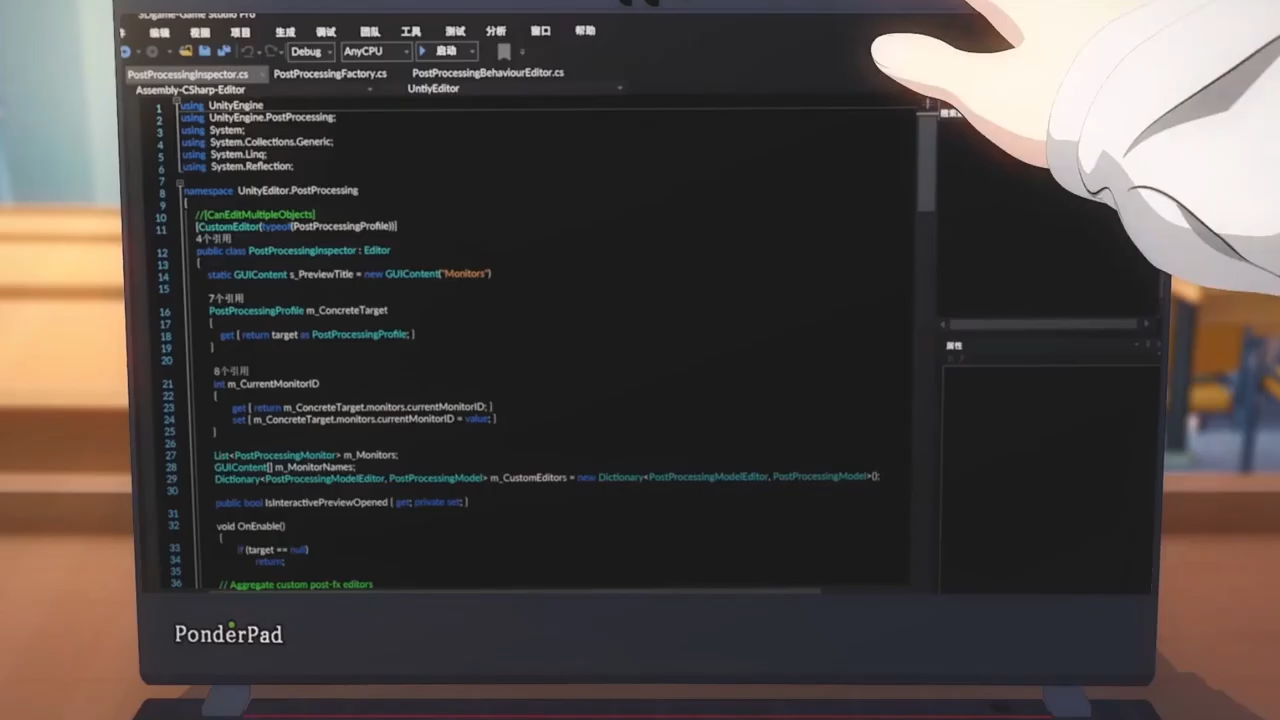 3Dgame-Game Studio Pro
编辑 视图 项目 生成 调试 团队 工具 测试 分析 窗口 帮助
Debug AnyCPU 启动
PostProcessingInspector.cs PostProcessingFactory.cs PostProcessingBehaviourEditor.cs
Assembly-CSharp-Editor UntiyEditor
1 using UnityEngine
2 using UnityEngine.PostProcessing;
3 using System;
4 using System.Collections.Generic;
5 using System.Linq;
6 using System.Reflection;
7
8 namespace UnityEditor.PostProcessing
9 {
10 //[CanEditMultipleObjects]
11 [CustomEditor(typeof(PostProcessingProfile))]
4个引用
12 public class PostProcessingInspector : Editor
13 {
14 static GUIContent s_PreviewTitle = new GUIContent("Monitors")
15
7个引用
16 PostProcessingProfile m_ConcreteTarget
17 {
18 get { return target as PostProcessingProfile; }
19 }
20
8个引用
21 int m_CurrentMonitorID
22 {
23 get { return m_ConcreteTarget.monitors.currentMonitorID; }
24 set { m_ConcreteTarget.monitors.currentMonitorID = value; }
25 }
26
27 List<PostProcessingMonitor> m_Monitors;
28 GUIContent[] m_MonitorNames;
29 Dictionary<PostProcessingModelEditor, PostProcessingModel> m_CustomEditors = new Dictionary<PostProcessingModelEditor, PostProcessingModel>();
30
public bool IsInteractivePreviewOpened { get; private set; }
31
32 void OnEnable()
{
33 if (target == null)
34 return;
35
36 // Aggregate custom post-fx editors
属性
PonderPad